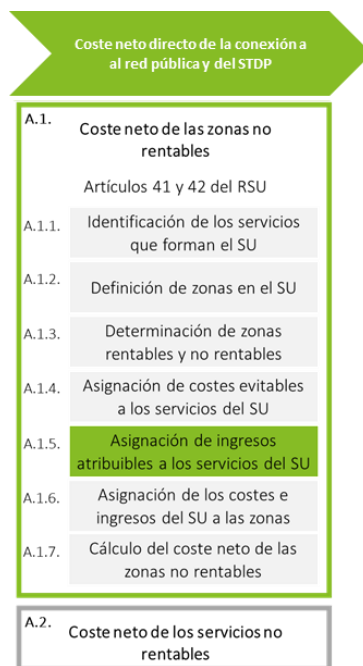 Coste neto directo de la conexión a
al red pública y del STDP
A.1.
Coste neto de las zonas no
rentables
Artículos 41 y 42 del RSU
A.1.1.
Identificación de los servicios
que forman el SU
A.1.2.
Definición de zonas en el SU
A.1.3.
Determinación de zonas
rentables y no rentables
A.1.4.
Asignación de costes evitables
a los servicios del SU
A.1.5.
Asignación de ingresos
atribuibles a los servicios del SU
A.1.6.
Asignación de los costes e
ingresos del SU a las zonas
A.1.7.
Cálculo del coste neto de las
zonas no rentables
A.2.
Coste neto de los servicios no
rentables